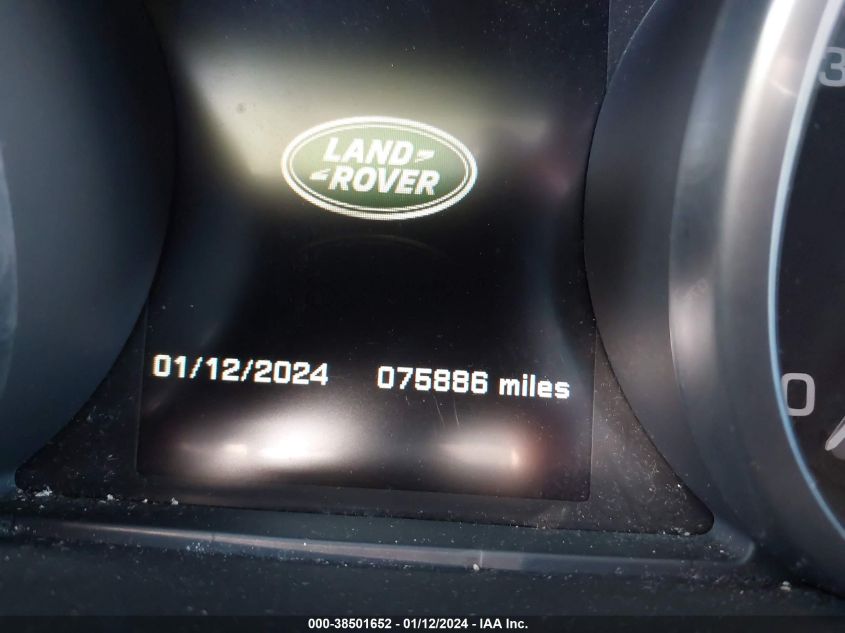 3
LAND
ROVER
01/12/2024 075886 miles
0
000-38501652 - 01/12/2024 - IAA Inc.